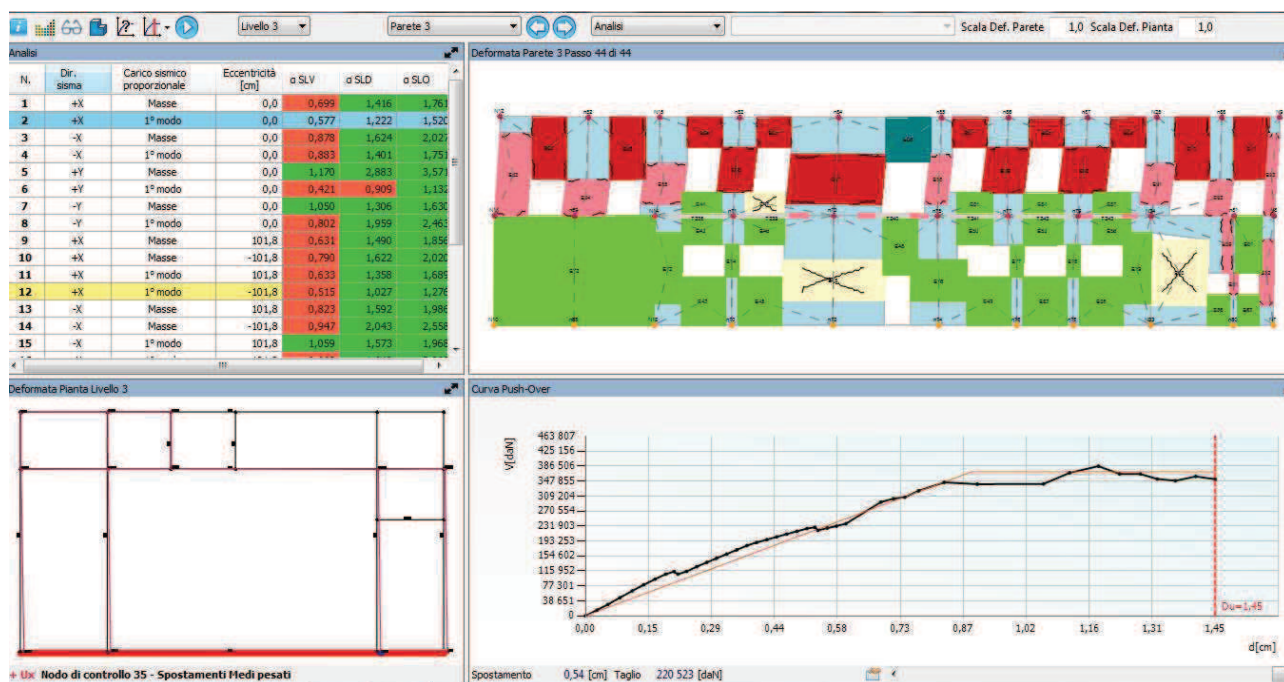 Livello 3 Parete 3 Analisi Scala Def. Parete 1,0 Scala Def. Pianta 1,0
Analisi
N. Dir. sisma Carico sismico proporzionale Eccentricità [cm] α SLV α SLD α SLO
1 +X Masse 0,0 0,699 1,416 1,761
2 +X 1° modo 0,0 0,577 1,222 1,520
3 -X Masse 0,0 0,878 1,624 2,027
4 -X 1° modo 0,0 0,883 1,401 1,751
5 +Y Masse 0,0 1,170 2,883 3,571
6 +Y 1° modo 0,0 0,421 0,909 1,132
7 -Y Masse 0,0 1,050 1,306 1,630
8 -Y 1° modo 0,0 0,802 1,959 2,463
9 +X Masse 101,8 0,631 1,490 1,856
10 +X Masse -101,8 0,790 1,622 2,020
11 +X 1° modo 101,8 0,633 1,358 1,689
12 +X 1° modo -101,8 0,515 1,027 1,276
13 -X Masse 101,8 0,823 1,592 1,986
14 -X Masse -101,8 0,947 2,043 2,558
15 -X 1° modo 101,8 1,059 1,573 1,968
Deformata Parete 3 Passo 44 di 44
Deformata Pianta Livello 3
+ Ux Nodo di controllo 35 - Spostamenti Medi pesati
Curva Push-Over
V[daN]
463 807
425 156
386 506
347 855
309 204
270 554
231 903
193 253
154 602
115 952
77 301
38 651
0
0,00 0,15 0,29 0,44 0,58 0,73 0,87 1,02 1,16 1,31 1,45
Du=1,45
d[cm]
Spostamento 0,54 [cm] Taglio 220 523 [daN]